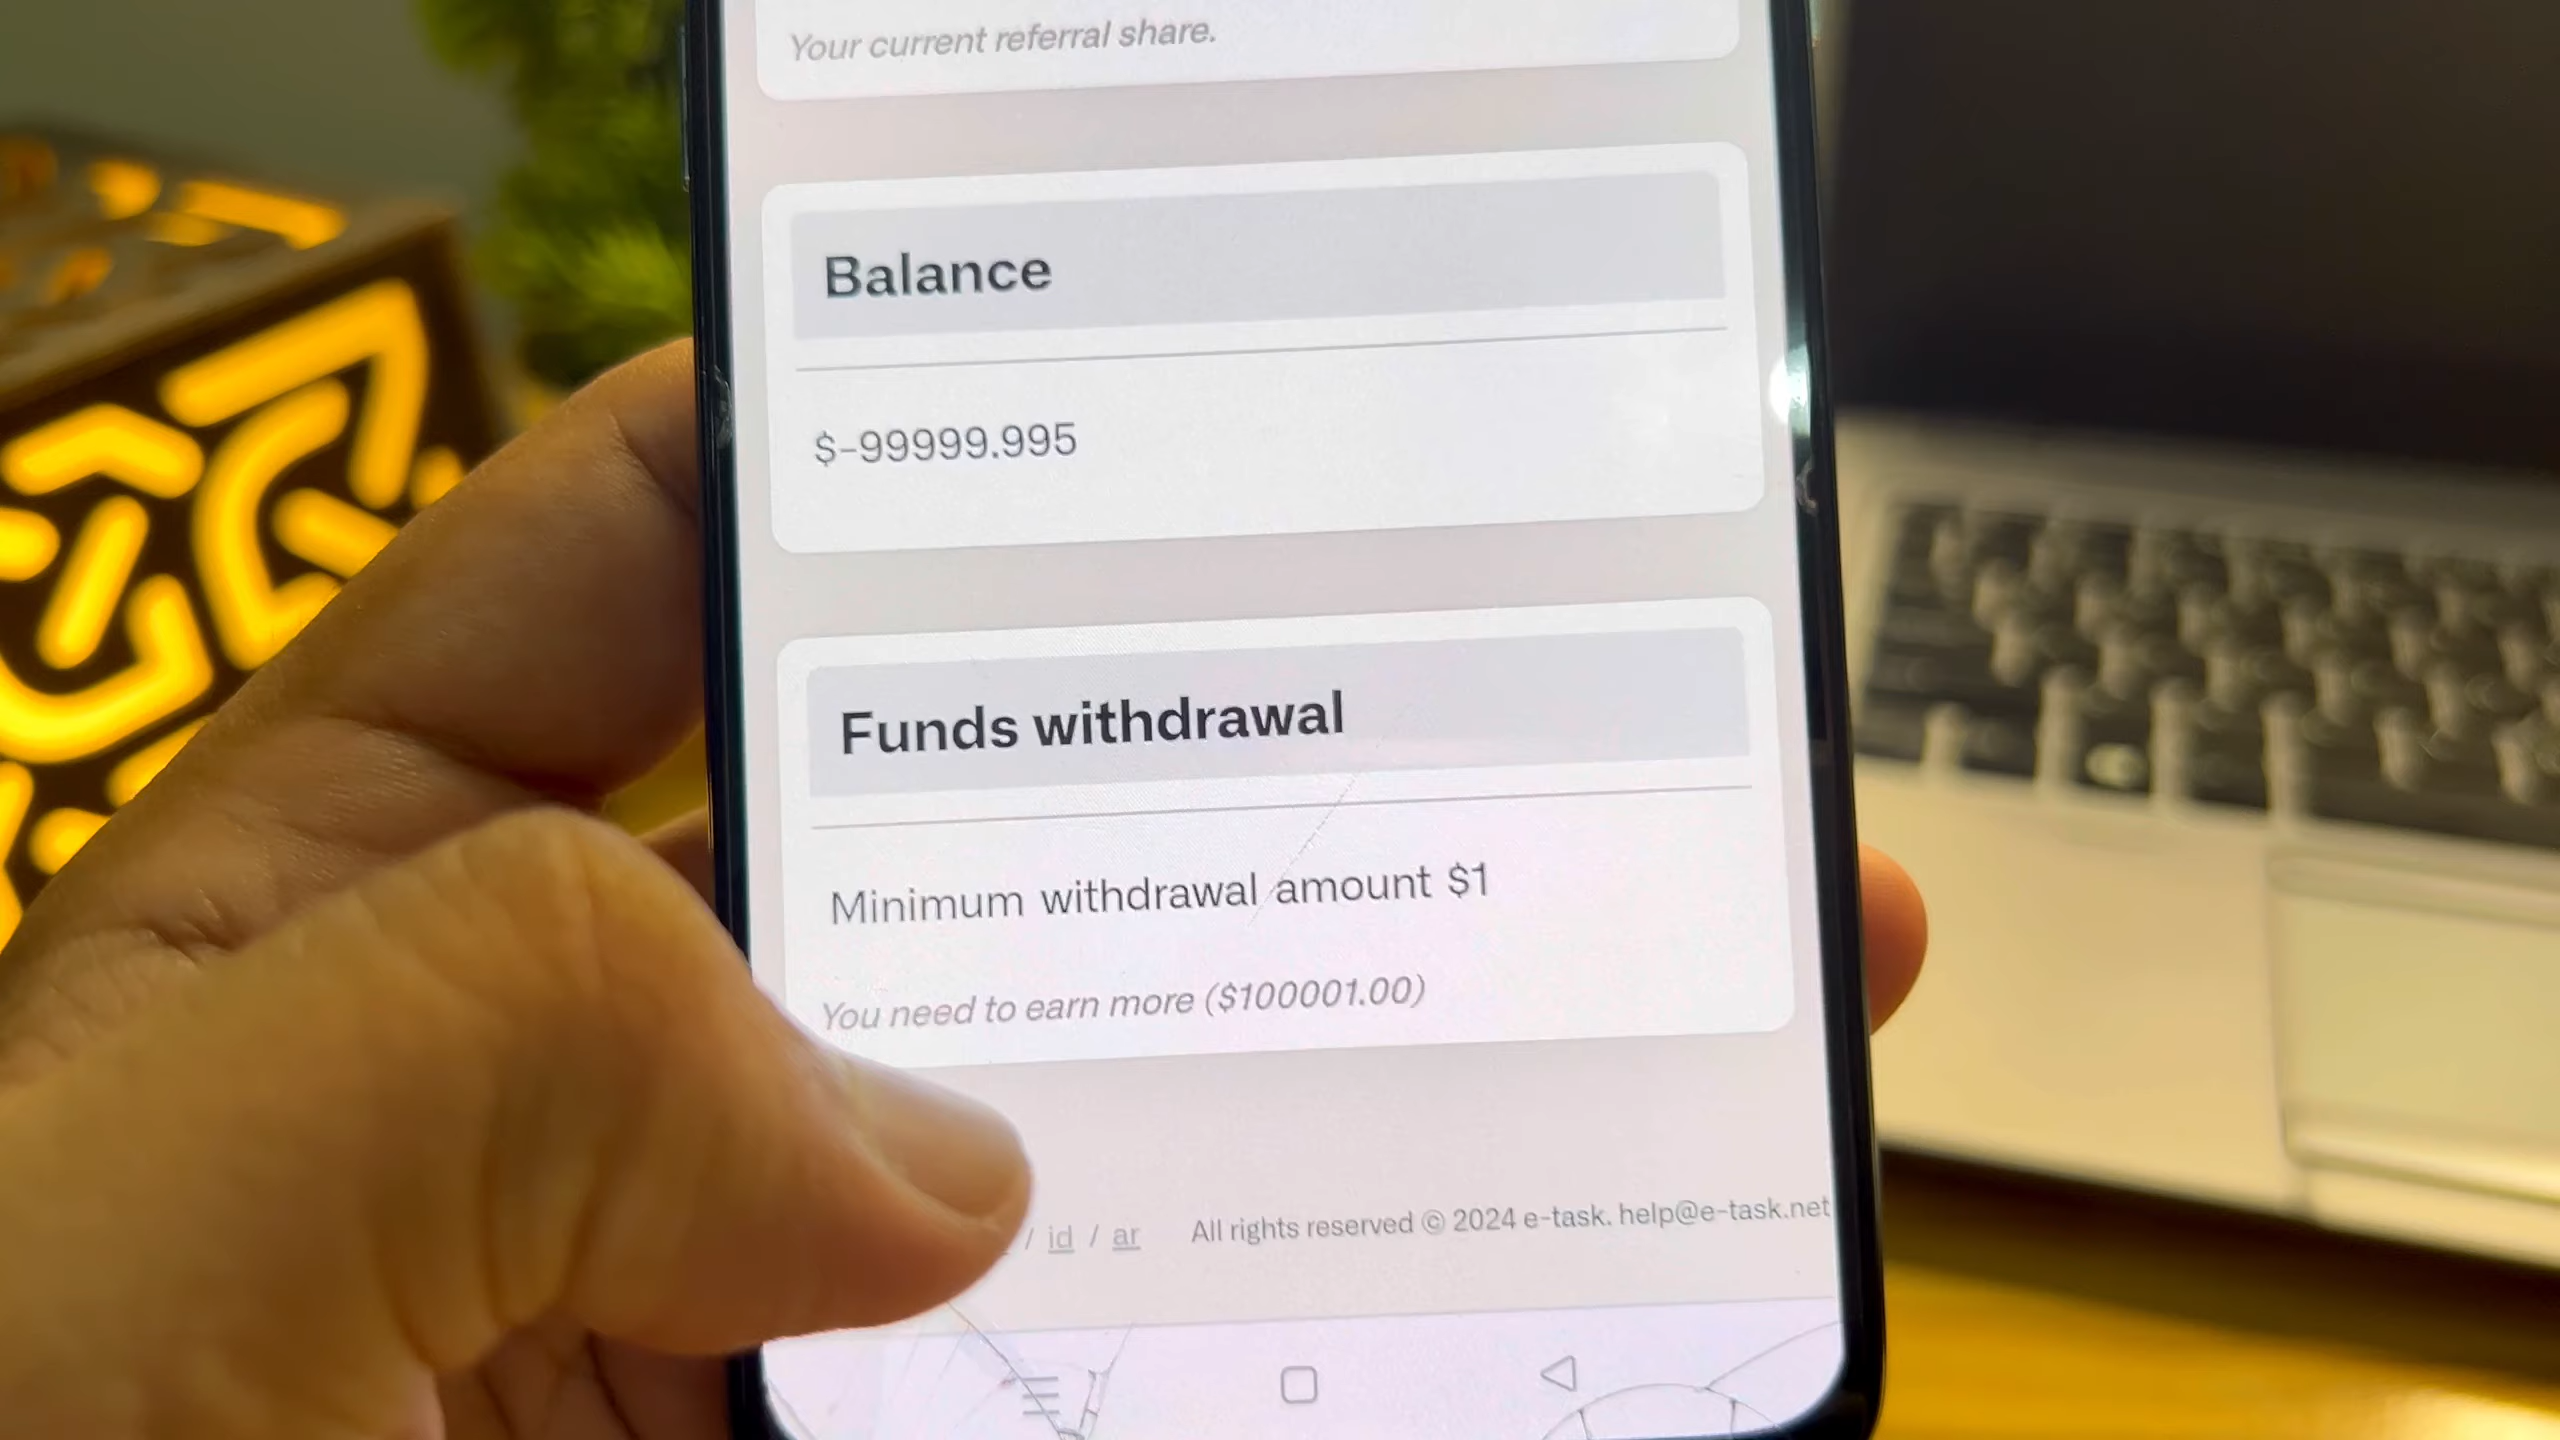 Your current referral share.
Balance
$-99999.995
Funds withdrawal
Minimum withdrawal amount $1
You need to earn more ($100001.00)
/ id / ar
All rights reserved © 2024 e-task. help@e-task.net